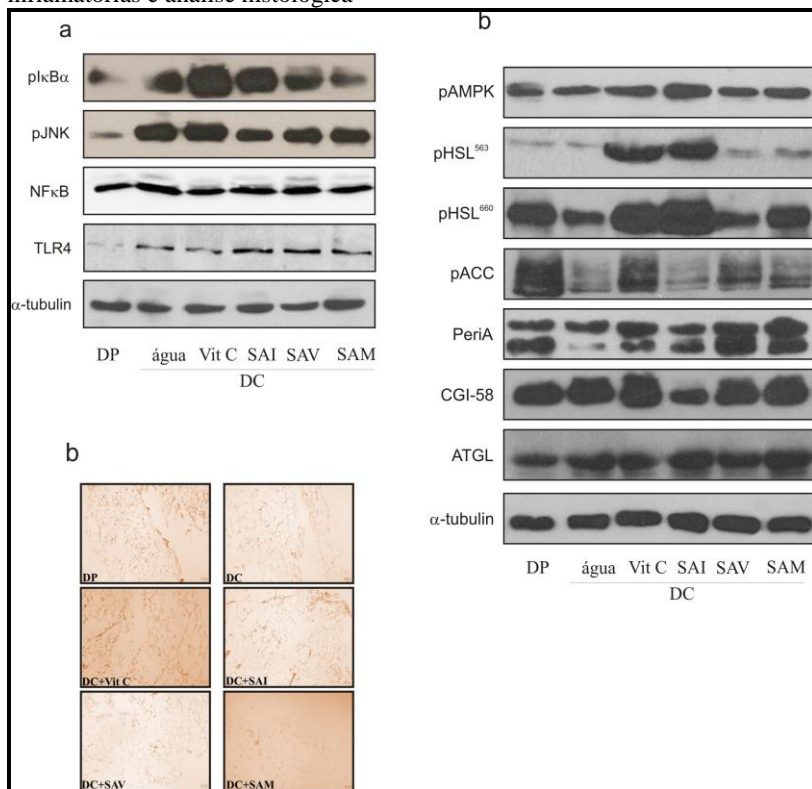 inflamatórias e análise histológica
a
pIκBα
pJNK
NFκB
TLR4
α-tubulin
DP água Vit C SAI SAV SAM
DC
b
pAMPK
pHSL⁵⁶³
pHSL⁶⁶⁰
pACC
PeriA
CGI-58
ATGL
α-tubulin
DP água Vit C SAI SAV SAM
DC
b
DP DC
DC+Vit C DC+SAI
DC+SAV DC+SAM